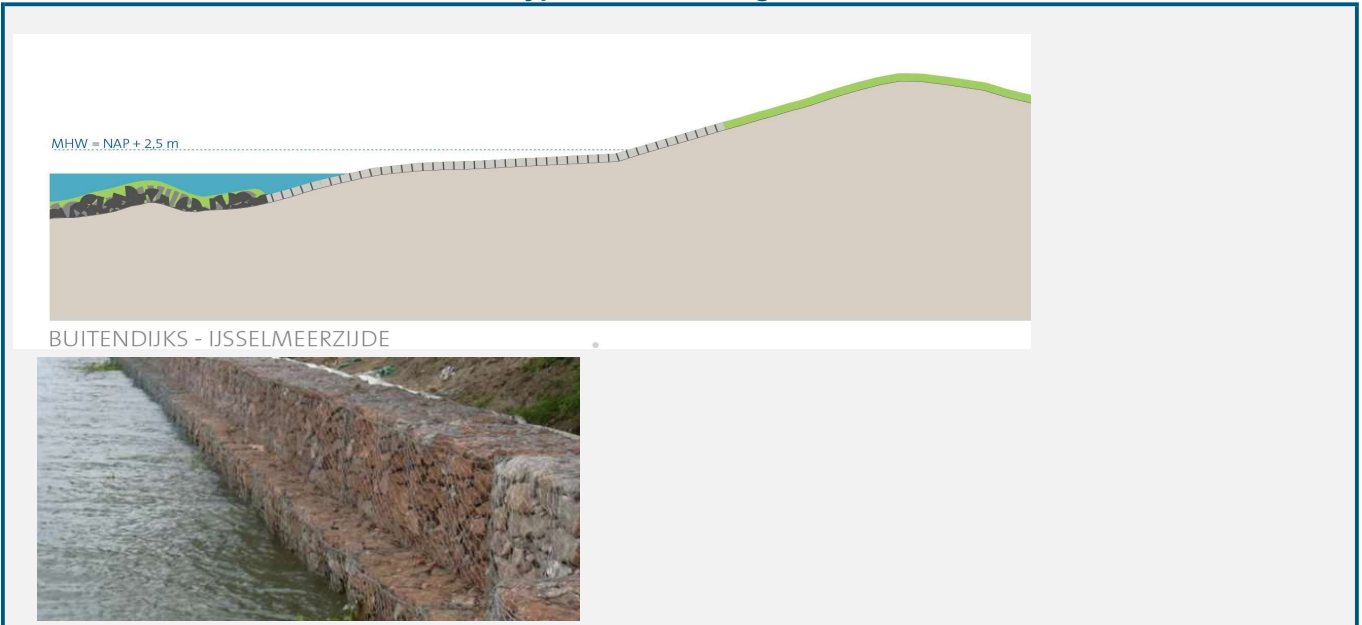 MHW = NAP + 2,5 m
BUITENDIJKS - IJSSELMEERZIJDE